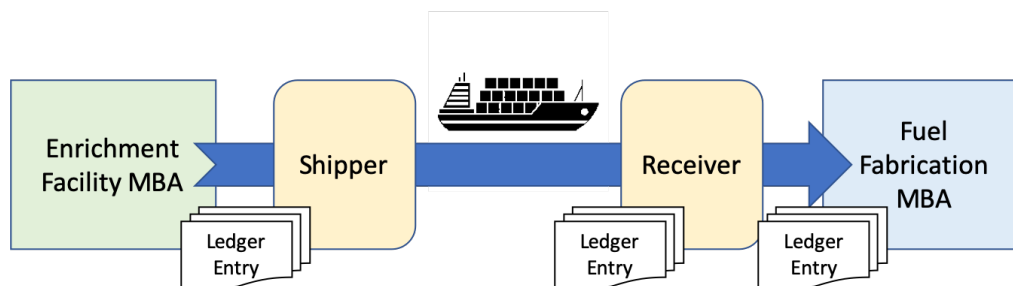 Enrichment
Facility MBA
Shipper
Receiver
Fuel
Fabrication
MBA
Ledger
Entry
Ledger
Entry
Ledger
Entry